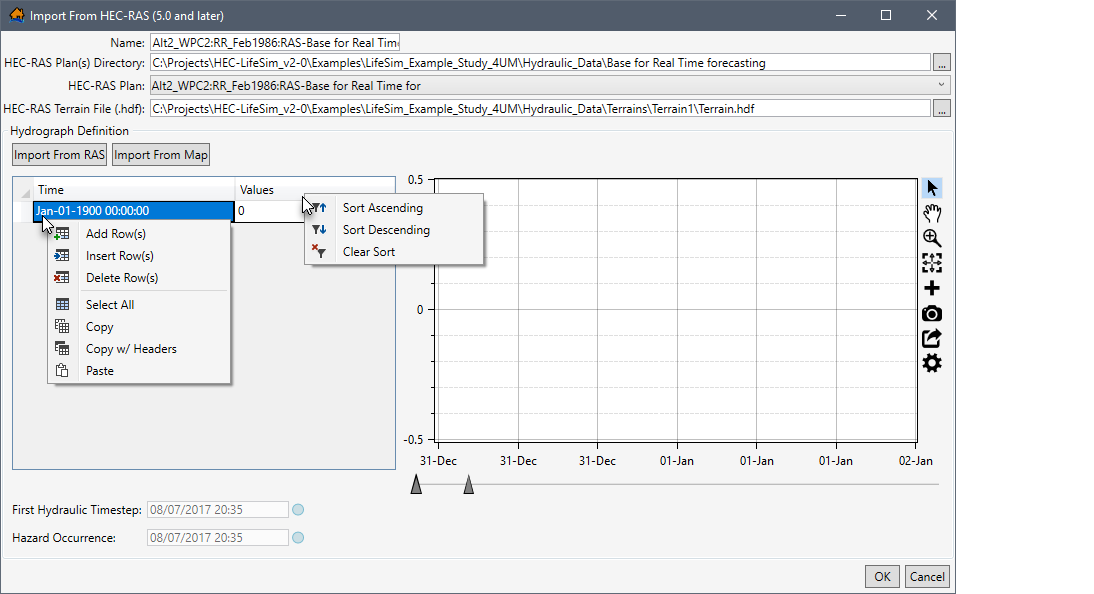 Import From HEC-RAS (5.0 and later)
Name: Alt2_WPC2:RR_Feb1986:RAS-Base for Real Tim
HEC-RAS Plan(s) Directory: C:\Projects\HEC-LifeSim_v2-0\Examples\LifeSim_Example_Study_4UM\Hydraulic_Data\Base for Real Time forecasting ...
HEC-RAS Plan: Alt2_WPC2:RR_Feb1986:RAS-Base for Real Time for
HEC-RAS Terrain File (.hdf): C:\Projects\HEC-LifeSim_v2-0\Examples\LifeSim_Example_Study_4UM\Hydraulic_Data\Terrains\Terrain1\Terrain.hdf ...
Hydrograph Definition
Import From RAS Import From Map
Time Values
Jan-01-1900 00:00:00 0
Add Row(s)
Insert Row(s)
Delete Row(s)
Select All
Copy
Copy w/ Headers
Paste
Sort Ascending
Sort Descending
Clear Sort
0.5
0
-0.5
31-Dec 31-Dec 31-Dec 01-Jan 01-Jan 01-Jan 02-Jan
First Hydraulic Timestep: 08/07/2017 20:35
Hazard Occurrence: 08/07/2017 20:35
OK Cancel